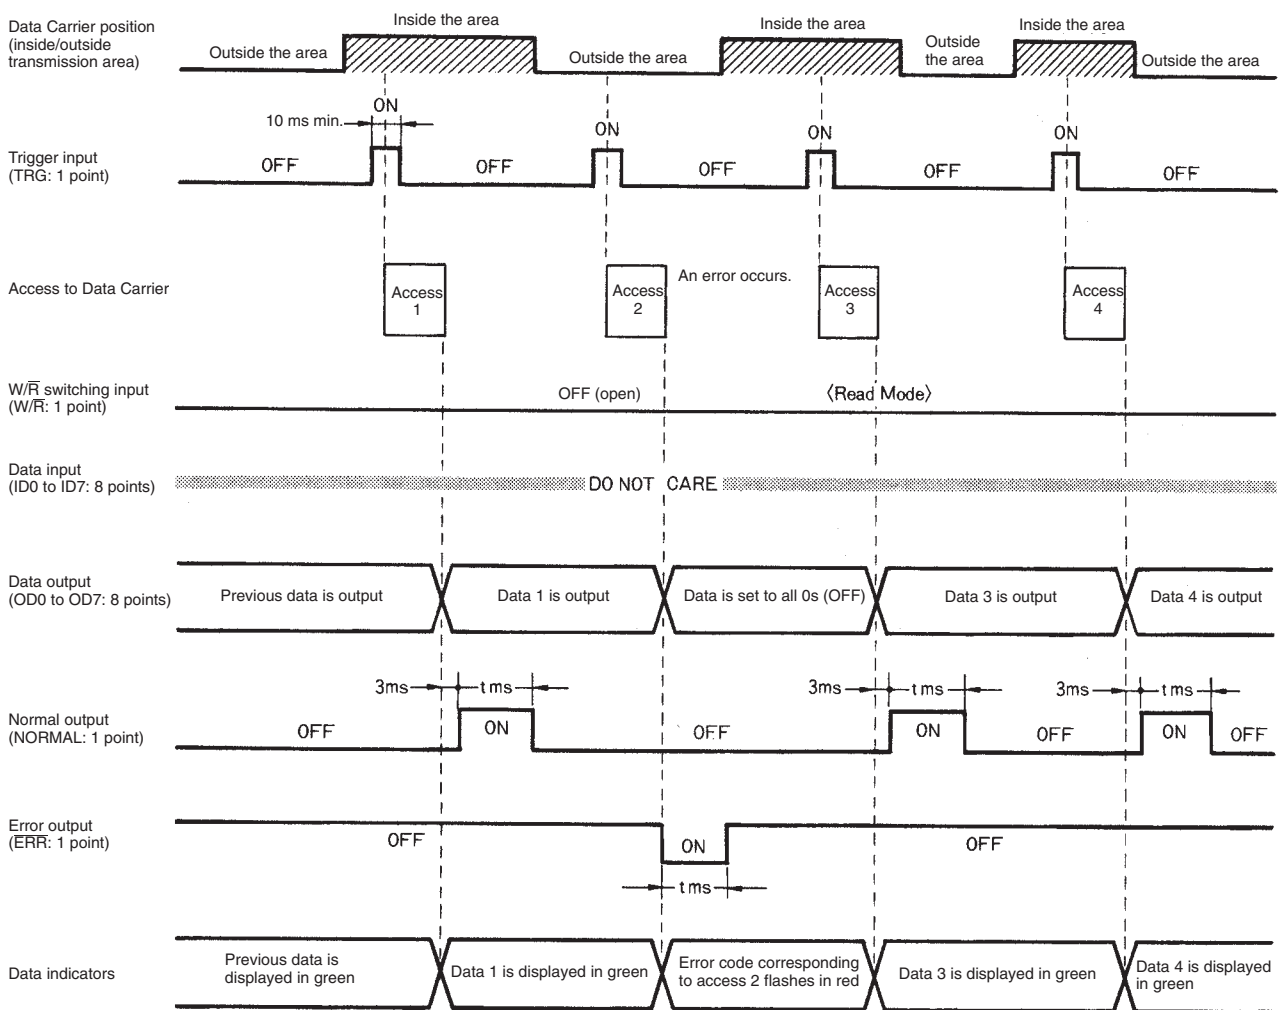 Data Carrier position
(inside/outside
transmission area)
Outside the area
Inside the area
Outside the area
Inside the area
Outside
the area
Inside the area
Outside the area
10 ms min.
ON
ON
ON
ON
Trigger input
(TRG: 1 point)
OFF
OFF
OFF
OFF
OFF
Access to Data Carrier
Access
1
Access
2
An error occurs.
Access
3
Access
4
W/R̅ switching input
(W/R̅: 1 point)
OFF (open)
〈Read Mode〉
Data input
(ID0 to ID7: 8 points)
DO NOT CARE
Data output
(OD0 to OD7: 8 points)
Previous data is output
Data 1 is output
Data is set to all 0s (OFF)
Data 3 is output
Data 4 is output
3ms
t ms
3ms
t ms
3ms
t ms
Normal output
(NORMAL: 1 point)
OFF
ON
OFF
ON
OFF
ON
OFF
Error output
(E̅R̅R̅: 1 point)
OFF
ON
OFF
t ms
Data indicators
Previous data is
displayed in green
Data 1 is displayed in green
Error code corresponding
to access 2 flashes in red
Data 3 is displayed in green
Data 4 is displayed
in green